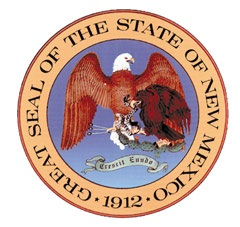 GREAT SEAL OF THE STATE OF NEW MEXICO
Crescit Eundo
•1912•